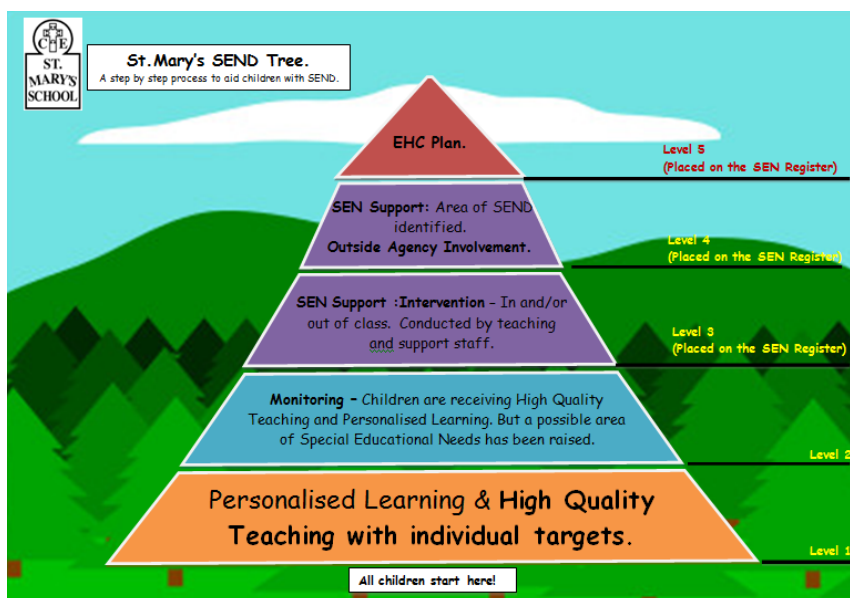 C E
ST.
MARY'S
SCHOOL
St.Mary's SEND Tree.
A step by step process to aid children with SEND.
EHC Plan.
Level 5
(Placed on the SEN Register)
SEN Support: Area of SEND
identified.
Outside Agency Involvement.
Level 4
(Placed on the SEN Register)
SEN Support :Intervention – In and/or
out of class. Conducted by teaching
and support staff.
Level 3
(Placed on the SEN Register)
Monitoring – Children are receiving High Quality
Teaching and Personalised Learning. But a possible area
of Special Educational Needs has been raised.
Level 2
Personalised Learning & High Quality
Teaching with individual targets.
Level 1
All children start here!